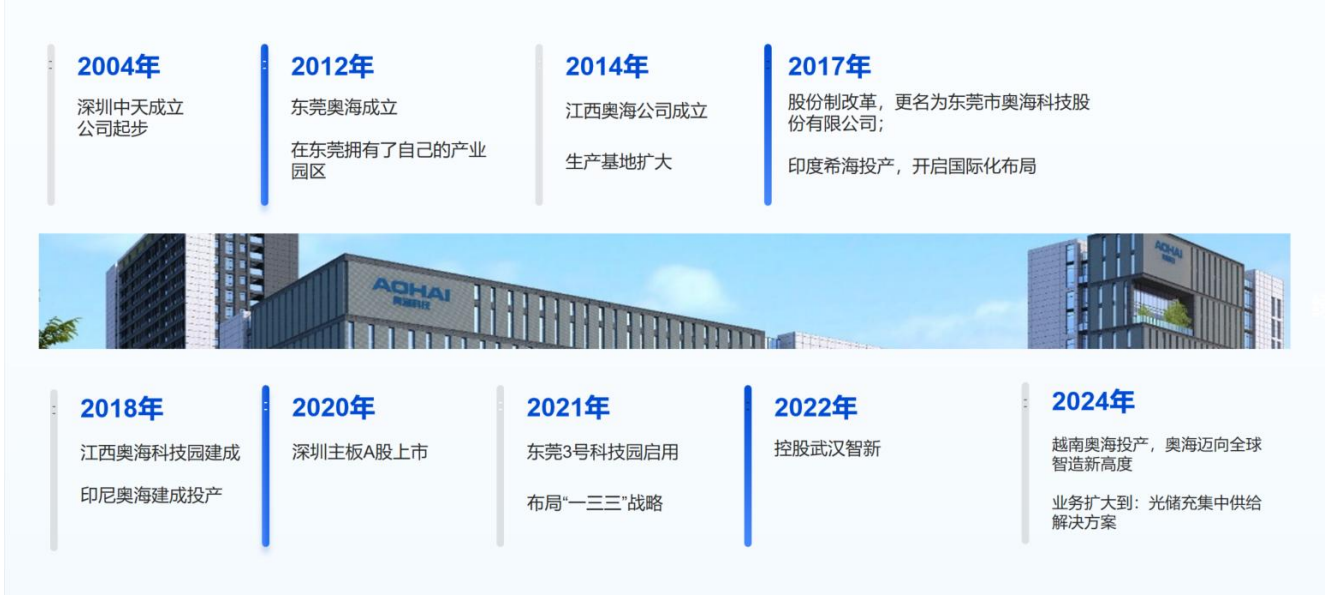 2004年
深圳中天成立
公司起步
2012年
东莞奥海成立
在东莞拥有了自己的产业
园区
2014年
江西奥海公司成立
生产基地扩大
2017年
股份制改革，更名为东莞市奥海科技股
份有限公司；
印度希海投产，开启国际化布局
AOHAI
奥海科技
AOHAI
2018年
江西奥海科技园建成
印尼奥海建成投产
2020年
深圳主板A股上市
2021年
东莞3号科技园启用
布局“一三三”战略
2022年
控股武汉智新
2024年
越南奥海投产，奥海迈向全球
智造新高度
业务扩大到：光储充集中供给
解决方案